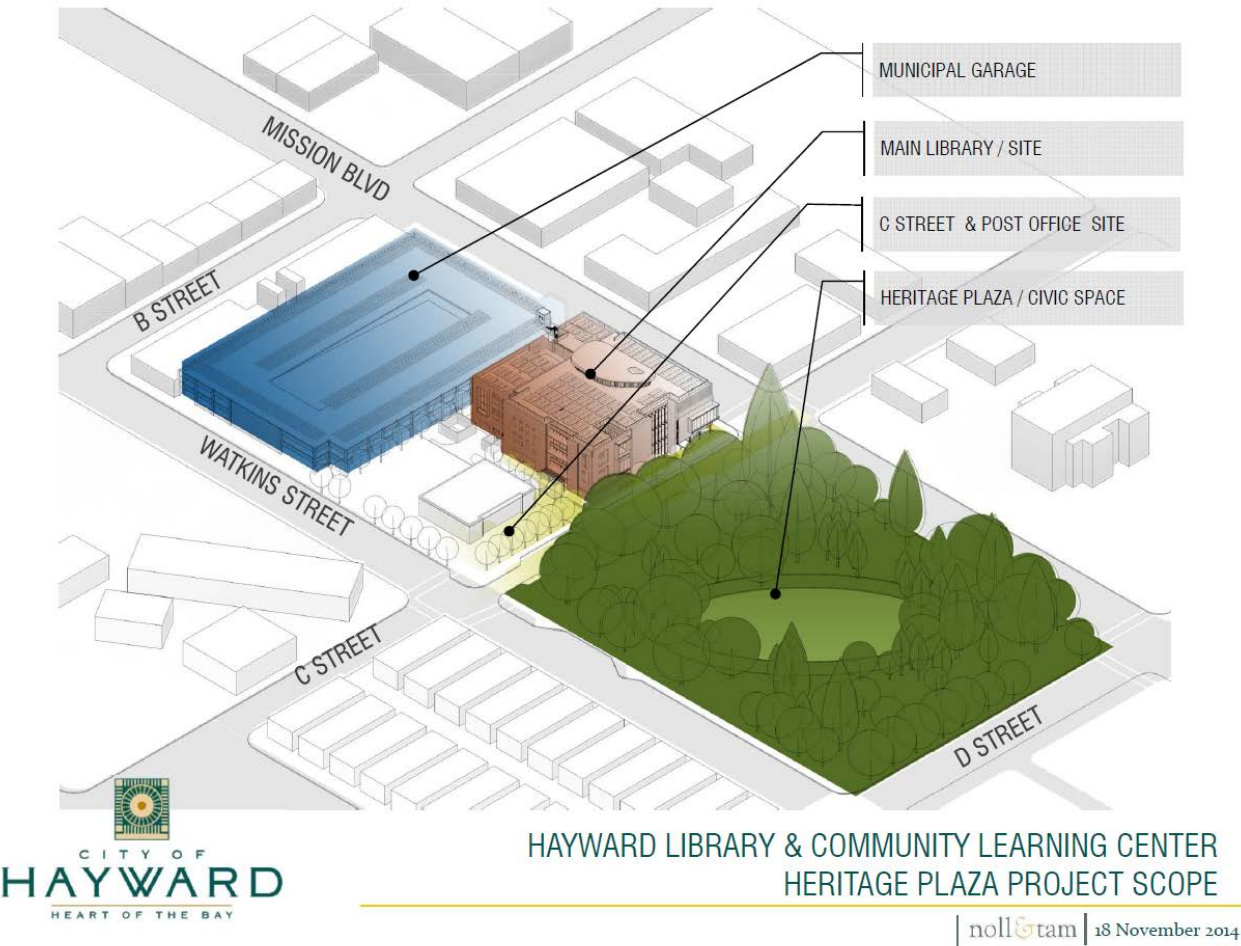 MUNICIPAL GARAGE
MAIN LIBRARY / SITE
C STREET & POST OFFICE SITE
HERITAGE PLAZA / CIVIC SPACE
MISSION BLVD
B STREET
WATKINS STREET
C STREET
D STREET
CITY OF
HAYWARD
HEART OF THE BAY
HAYWARD LIBRARY & COMMUNITY LEARNING CENTER
HERITAGE PLAZA PROJECT SCOPE
noll&tam 18 November 2014